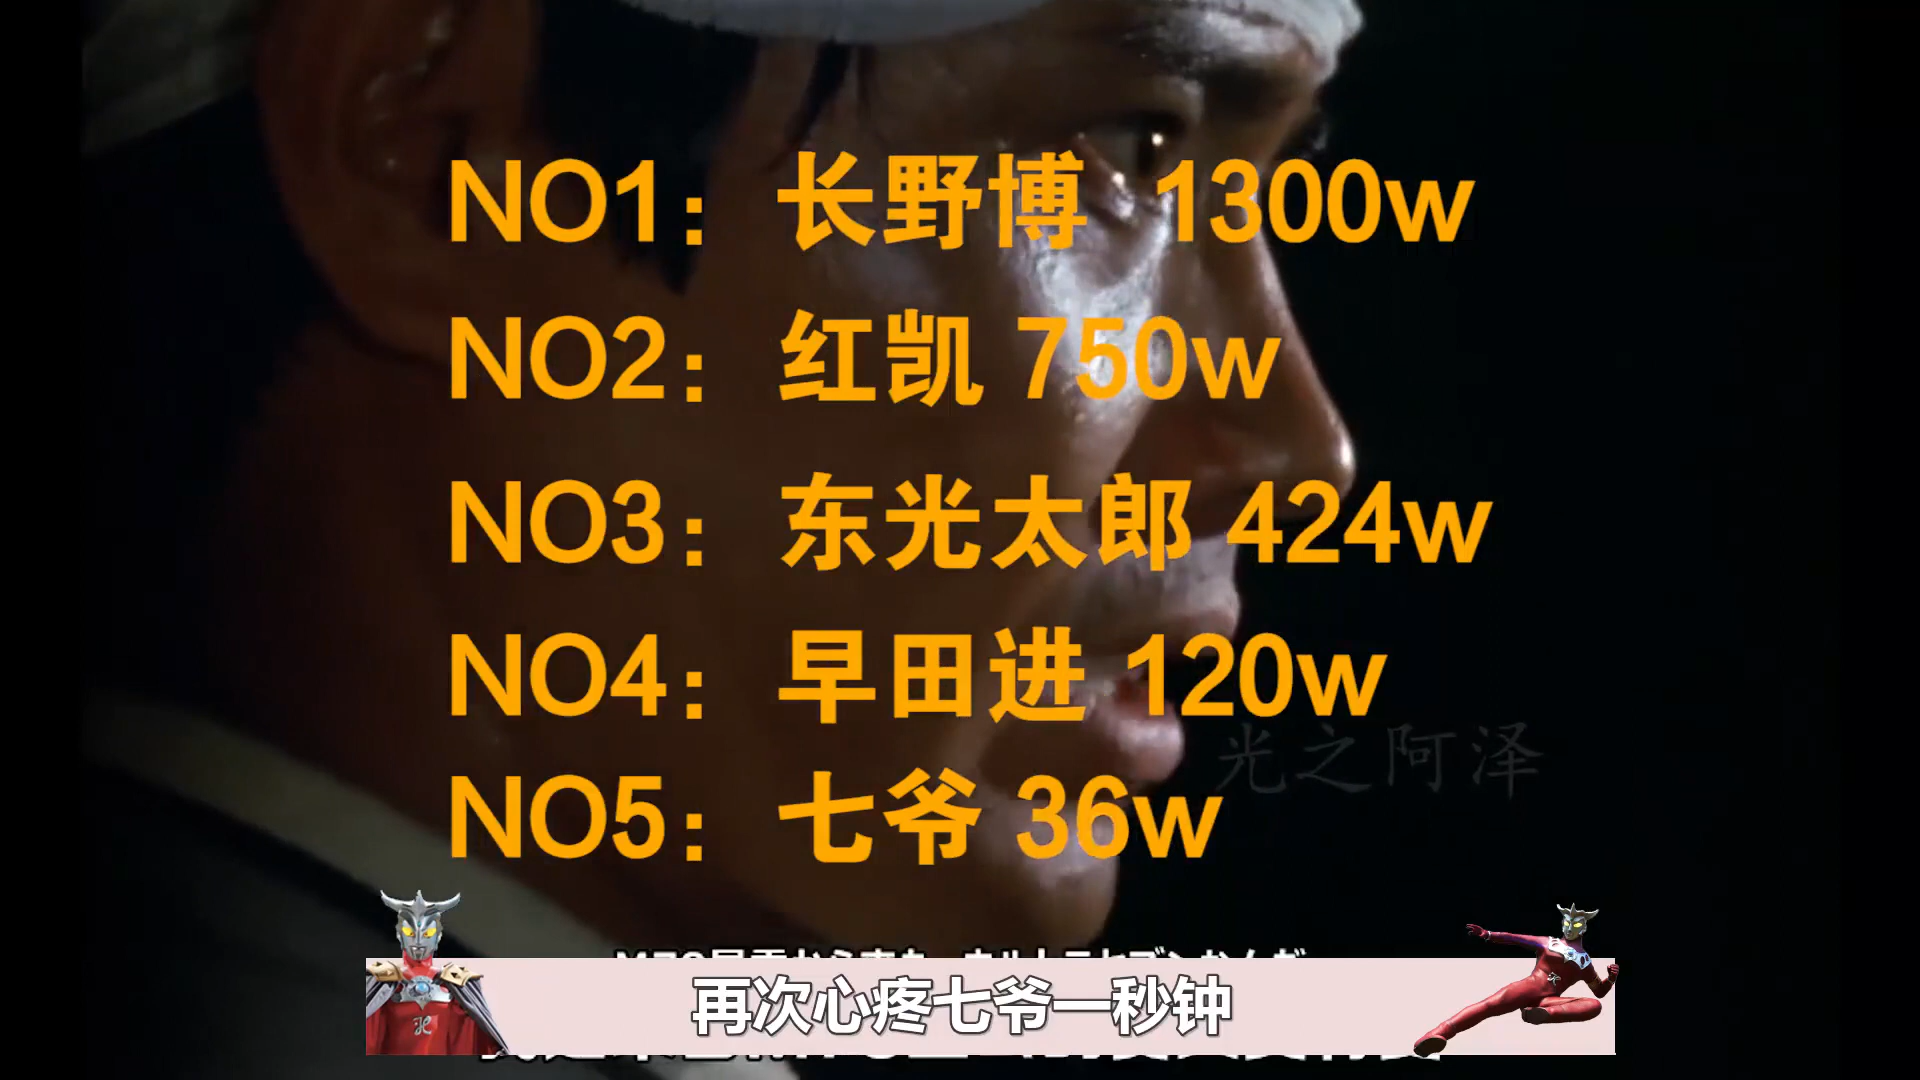 NO1：长野博 1300w
NO2：红凯 750w
NO3：东光太郎 424w
NO4：早田进 120w
光之阿泽
NO5：七爷 36w
再次心疼七爷一秒钟